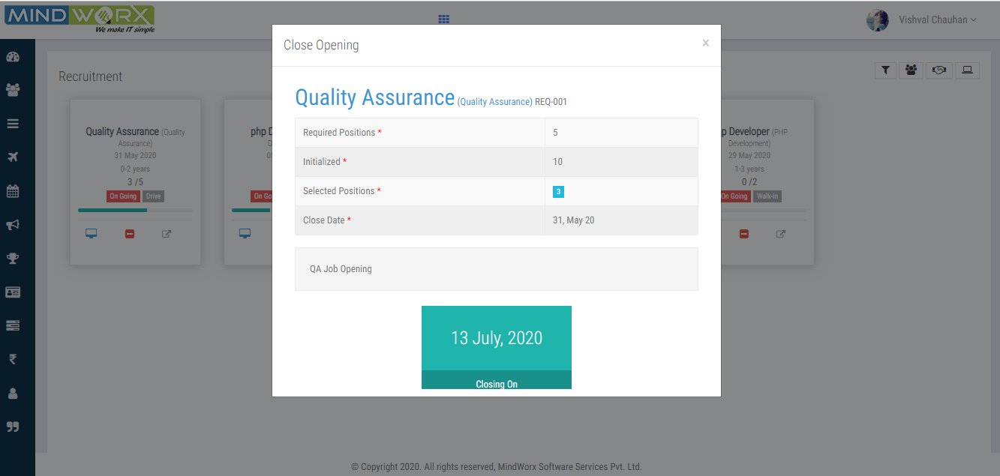 MINDWORX
We make IT simple
Vishval Chauhan
Close Opening
×
Recruitment
Quality Assurance (Quality Assurance) REQ-001
Required Positions * 5
Initialized * 10
Selected Positions * 3
Close Date * 31, May 20
QA Job Opening
13 July, 2020
Closing On
Quality Assurance (Quality
Assurance)
31 May 2020
0-2 years
3 /5
On Going Drive
php D
D
0
On Go
p Developer (PHP
Development)
29 May 2020
1-3 years
0 /2
On Going Walk-in
© Copyright 2020. All rights reserved, MindWorx Software Services Pvt. Ltd.